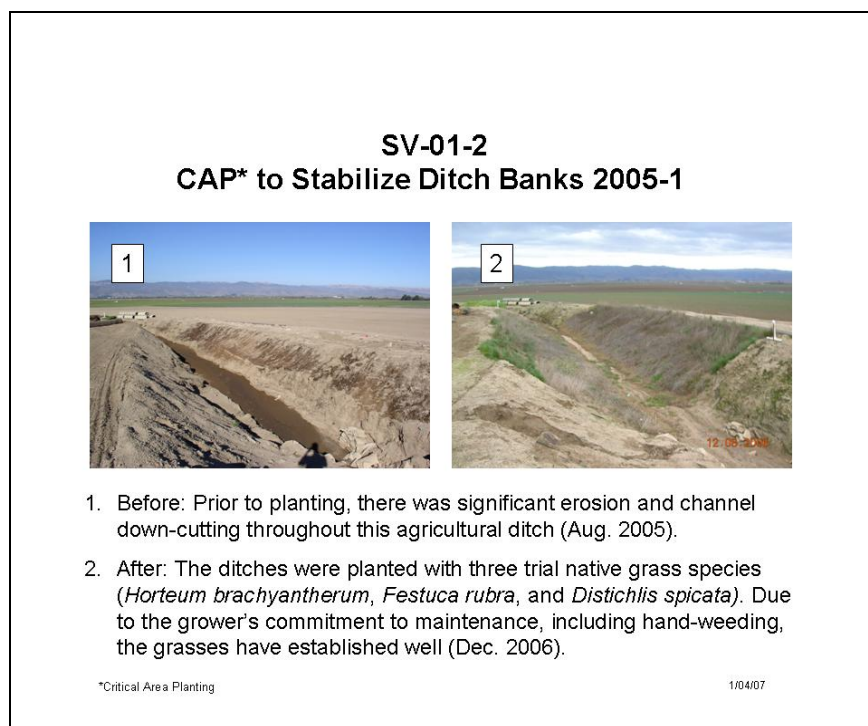 SV-01-2
CAP* to Stabilize Ditch Banks 2005-1
1
2
1. Before: Prior to planting, there was significant erosion and channel
down-cutting throughout this agricultural ditch (Aug. 2005).
2. After: The ditches were planted with three trial native grass species
(Horteum brachyantherum, Festuca rubra, and Distichlis spicata). Due
to the grower's commitment to maintenance, including hand-weeding,
the grasses have established well (Dec. 2006).
*Critical Area Planting
1/04/07